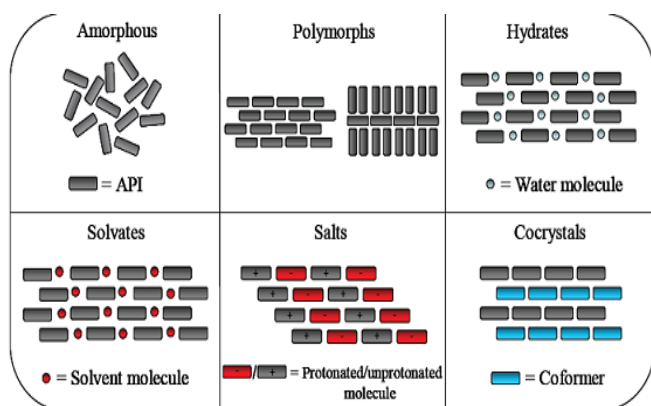 Amorphous
Polymorphs
Hydrates
= API
= Water molecule
Solvates
Salts
Cocrystals
+ - + -
+ - + -
+ - + -
+ - + -
= Solvent molecule
- / + = Protonated/unprotonated
molecule
= Coformer